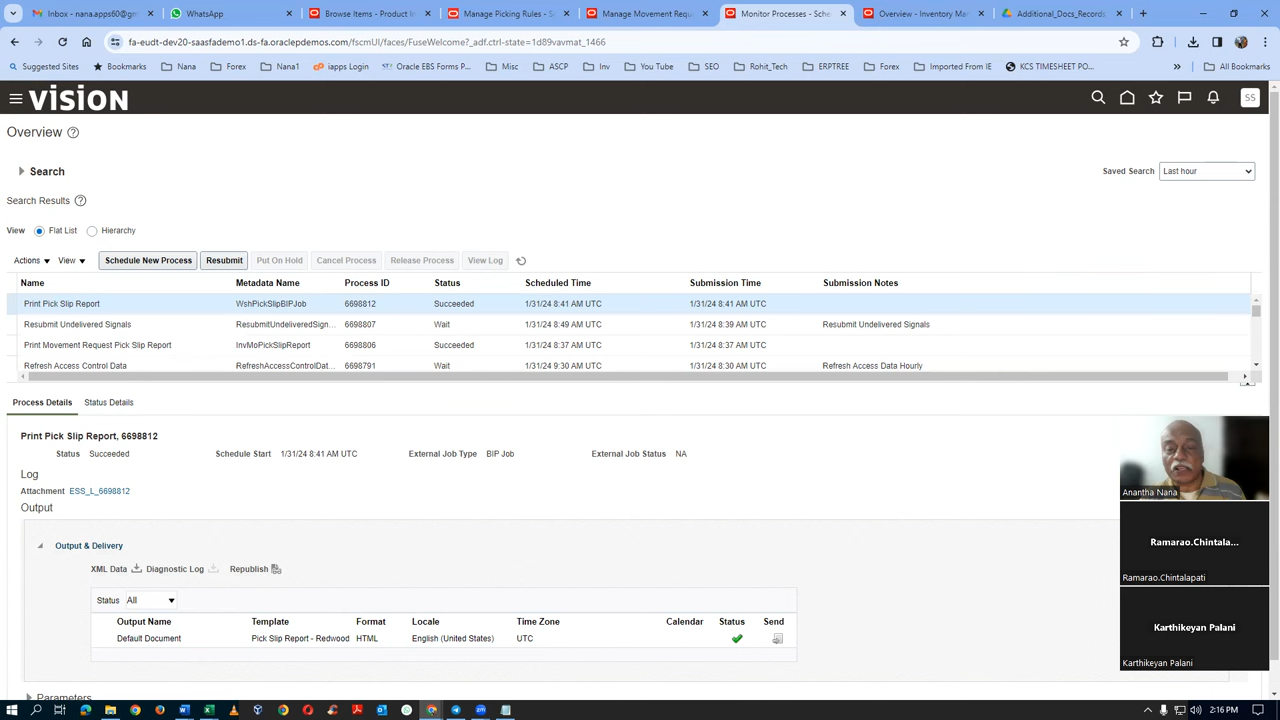 nana.apps60@gm
WhatsApp
Browse Items - Product In
Manage Picking Rules - S
Manage Movement Requ
Monitor Processes - Sche
Overview - Inventory Ma
Additional_Docs_Records
fa-eudt-dev20-saasfademo1.ds-fa.oraclepdemos.com/fscmUI/faces/FuseWelcome?_adf.ctrl-state=1d89vavmat_1466
Suggested Sites
Bookmarks
Nana
Forex
Nana1
iapps Login
Oracle EBS Forms P...
Misc
ASCP
Inv
You Tube
SEO
Rohit_Tech
ERPTREE
Forex
Imported From IE
KCS TIMESHEET PO...
»
All Bookmarks
VISION
SS
Overview
Search
Saved Search Last hour
Search Results
View Flat List Hierarchy
Actions View Schedule New Process Resubmit Put On Hold Cancel Process Release Process View Log
Name Metadata Name Process ID Status Scheduled Time Submission Time Submission Notes
Print Pick Slip Report WshPickSlipBIPJob 6698812 Succeeded 1/31/24 8:41 AM UTC 1/31/24 8:41 AM UTC
Resubmit Undelivered Signals ResubmitUndeliveredSign... 6698807 Wait 1/31/24 8:49 AM UTC 1/31/24 8:39 AM UTC Resubmit Undelivered Signals
Print Movement Request Pick Slip Report InvMoPickSlipReport 6698806 Succeeded 1/31/24 8:37 AM UTC 1/31/24 8:37 AM UTC
Refresh Access Control Data RefreshAccessControlDat... 6698791 Wait 1/31/24 9:30 AM UTC 1/31/24 8:30 AM UTC Refresh Access Data Hourly
Process Details Status Details
Print Pick Slip Report, 6698812
Status Succeeded Schedule Start 1/31/24 8:41 AM UTC External Job Type BIP Job External Job Status NA
Log
Attachment ESS_L_6698812
Output
Output & Delivery
XML Data Diagnostic Log Republish
Status All
Output Name Template Format Locale Time Zone Calendar Status Send
Default Document Pick Slip Report - Redwood HTML English (United States) UTC
Parameters
Anantha Nana
Ramarao.Chintala...
Ramarao.Chintalapati
Karthikeyan Palani
Karthikeyan Palani
2:16 PM